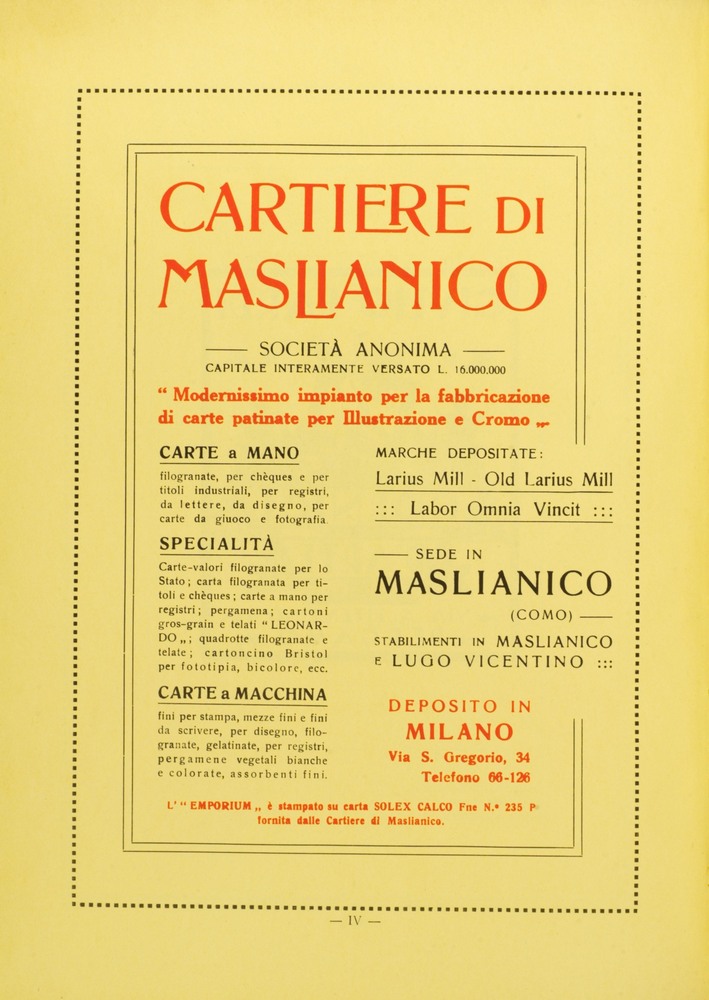 CARTIERE DI
MASLIANICO
SOCIETÀ ANONIMA
CAPITALE INTERAMENTE VERSATO L. 16.000.000
“ Modernissimo impianto per la fabbricazione
di carte patinate per Illustrazione e Cromo „
CARTE a MANO
filogranate, per chèques e per
titoli industriali, per registri,
da lettere, da disegno, per
carte da giuoco e fotografia.
SPECIALITÀ
Carte-valori filogranate per lo
Stato; carta filogranata per ti-
toli e chèques; carte a mano per
registri; pergamena; cartoni
gros-grain e telati “ LEONAR-
DO „; quadrotte filogranate e
telate; cartoncino Bristol
per fototipia, bicolore, ecc.
CARTE a MACCHINA
fini per stampa, mezze fini e fini
da scrivere, per disegno, filo-
granate, gelatinate, per registri,
pergamene vegetali bianche
e colorate, assorbenti fini.
MARCHE DEPOSITATE:
Larius Mill - Old Larius Mill
::: Labor Omnia Vincit :::
SEDE IN
MASLIANICO
(COMO)
STABILIMENTI IN MASLIANICO
E LUGO VICENTINO :::
DEPOSITO IN
MILANO
Via S. Gregorio, 34
Telefono 66-126
L' “ EMPORIUM „ è stampato su carta SOLEX CALCO Fne N.° 235 P
fornita dalle Cartiere di Maslianico.
— IV —